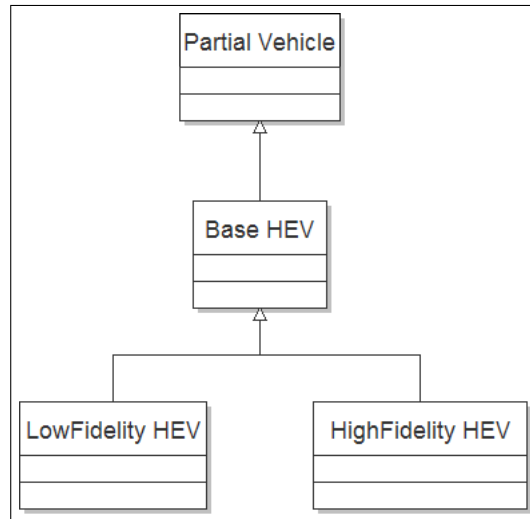 Partial Vehicle
Base HEV
LowFidelity HEV
HighFidelity HEV